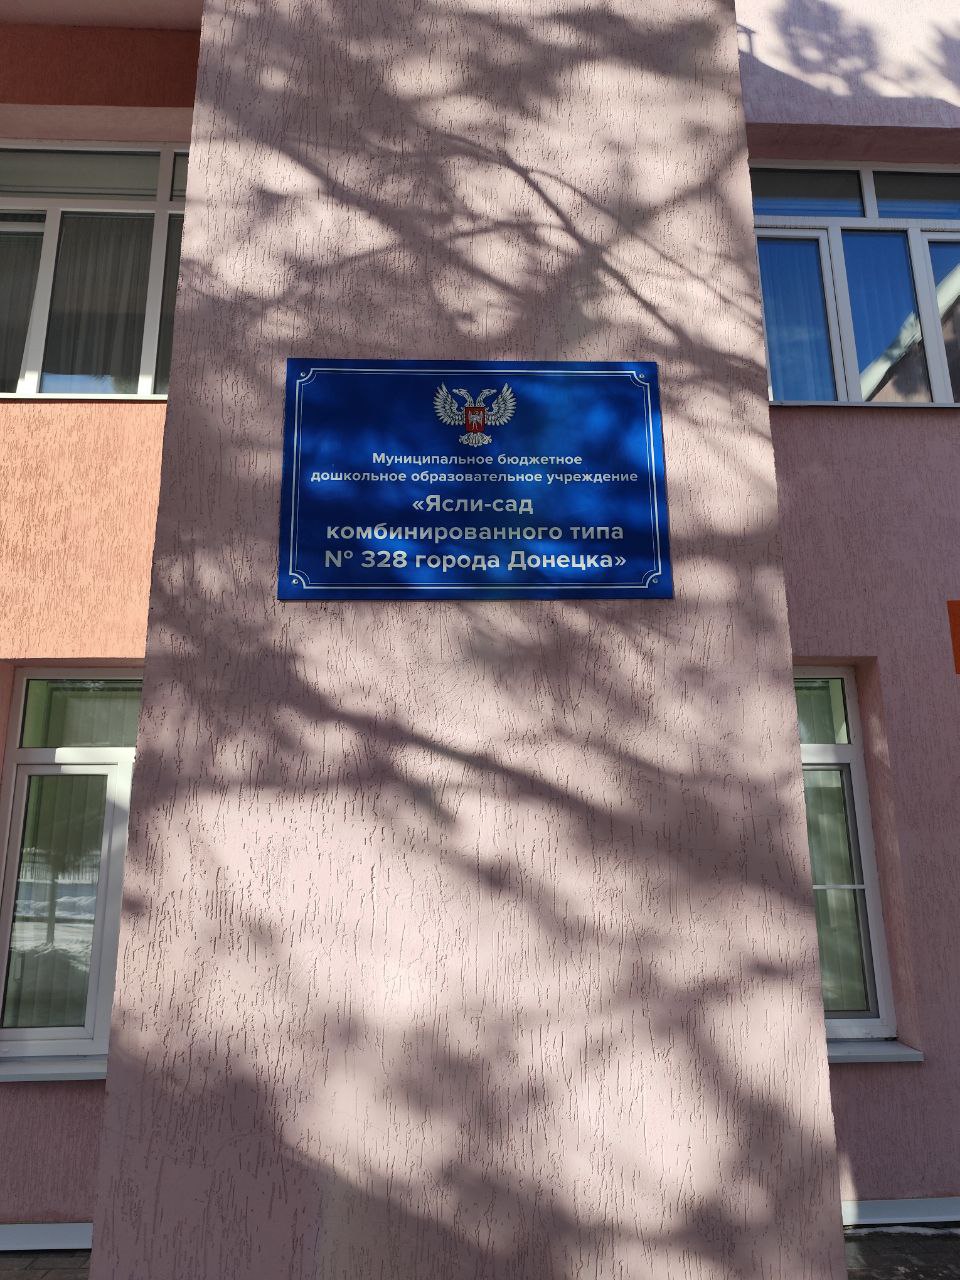 Муниципальное бюджетное
дошкольное образовательное учреждение
«Ясли-сад
комбинированного типа
№ 328 города Донецка»